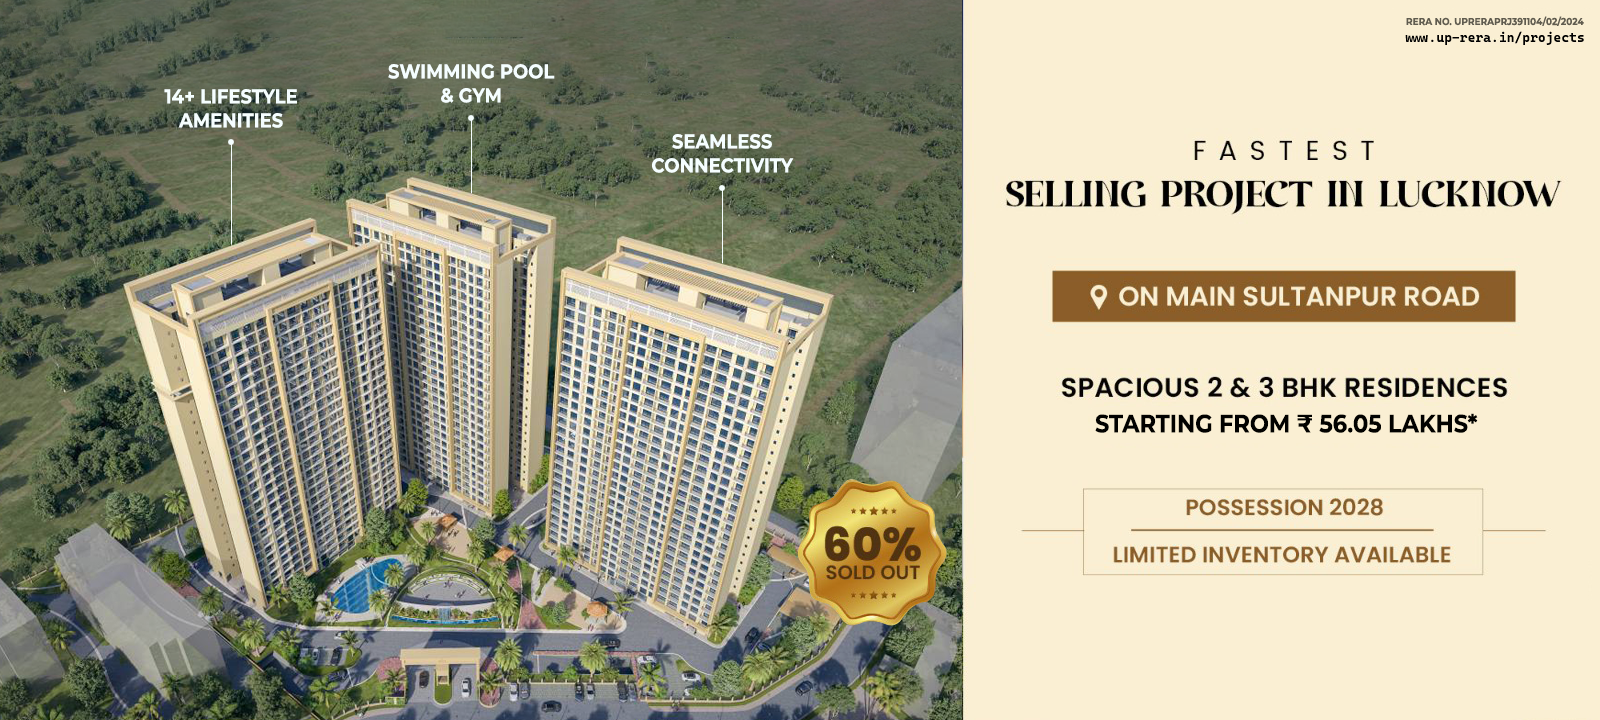 RERA NO. UPRERAPRJ391104/02/2024
www.up-rera.in/projects
14+ LIFESTYLE
AMENITIES
SWIMMING POOL
& GYM
SEAMLESS
CONNECTIVITY
60%
SOLD OUT
FASTEST
SELLING PROJECT IN LUCKNOW
ON MAIN SULTANPUR ROAD
SPACIOUS 2 & 3 BHK RESIDENCES
STARTING FROM ₹ 56.05 LAKHS*
POSSESSION 2028
LIMITED INVENTORY AVAILABLE